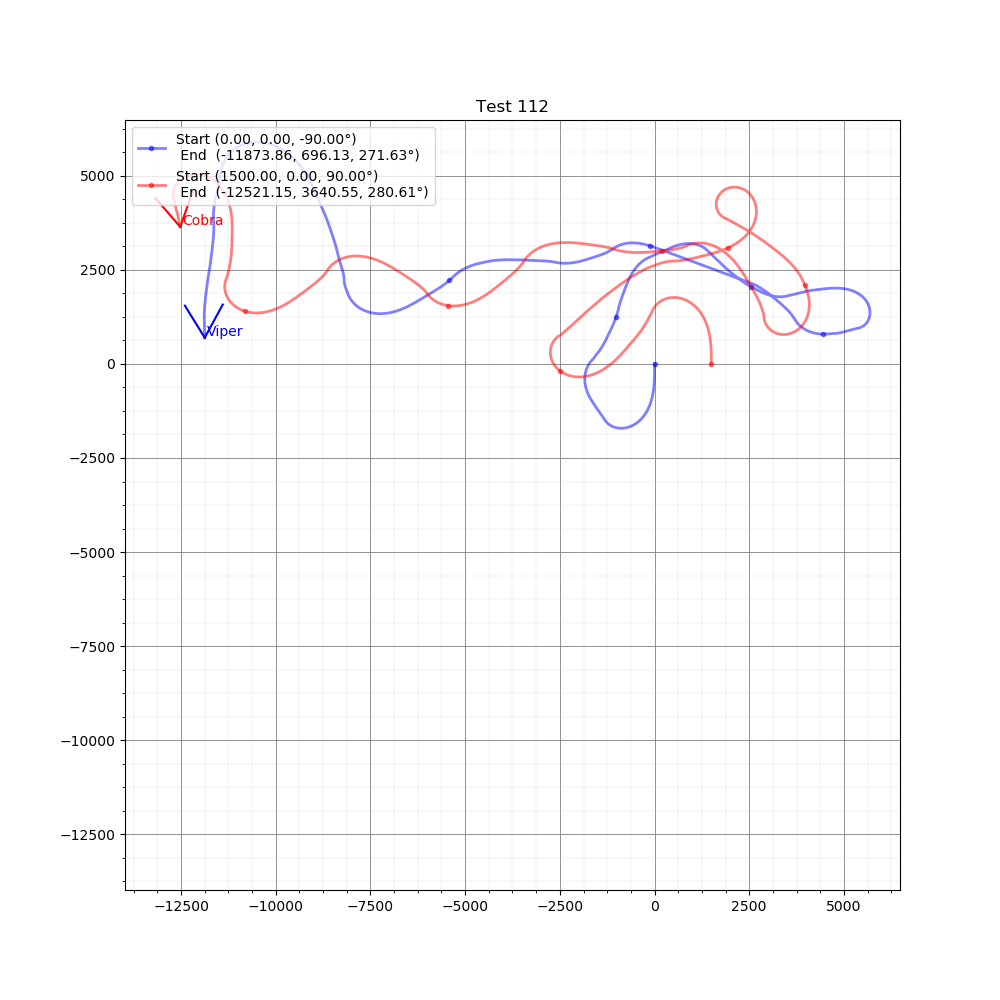 Test 112
Start (0.00, 0.00, -90.00°)
End (-11873.86, 696.13, 271.63°)
Start (1500.00, 0.00, 90.00°)
End (-12521.15, 3640.55, 280.61°)
Cobra
Viper
5000
2500
0
−2500
−5000
−7500
−10000
−12500
−12500 −10000 −7500 −5000 −2500 0 2500 5000